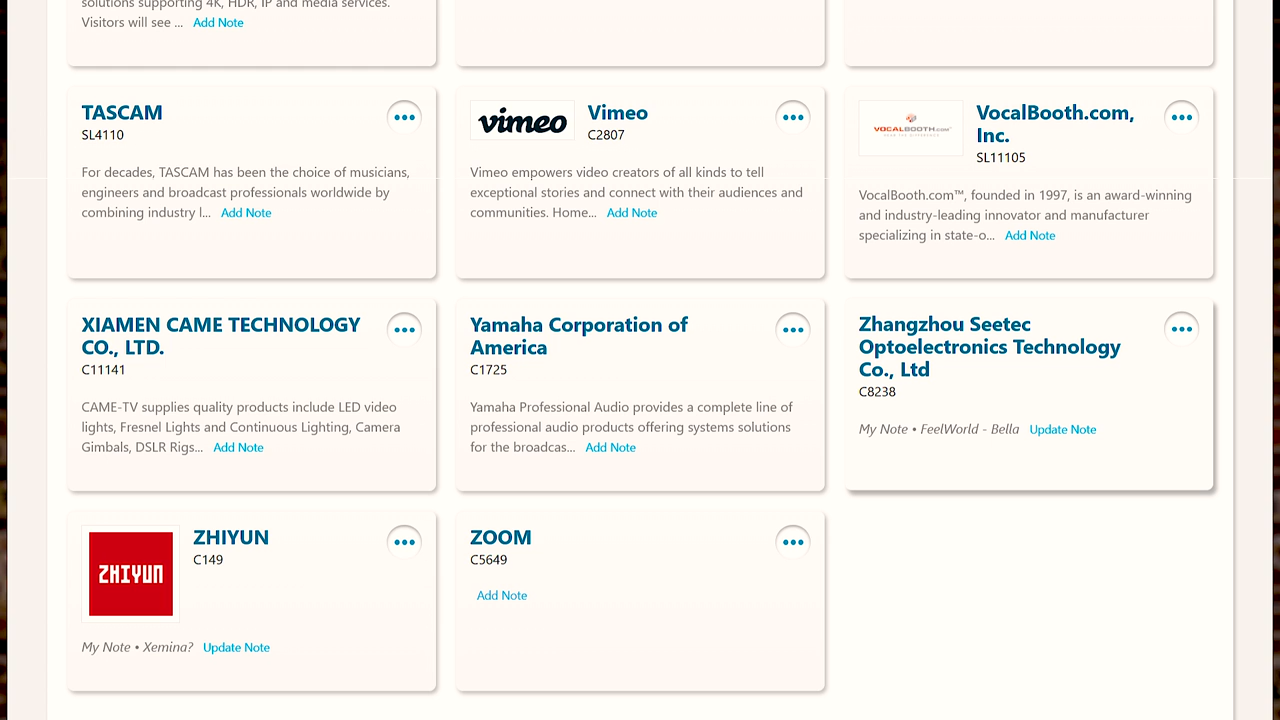 solutions supporting 4K, HDR, IP and media services.
Visitors will see ... Add Note
TASCAM
SL4110
For decades, TASCAM has been the choice of musicians,
engineers and broadcast professionals worldwide by
combining industry l... Add Note
vimeo
Vimeo
C2807
Vimeo empowers video creators of all kinds to tell
exceptional stories and connect with their audiences and
communities. Home... Add Note
VOCALBOOTH.COM
VocalBooth.com,
Inc.
SL11105
VocalBooth.com™, founded in 1997, is an award-winning
and industry-leading innovator and manufacturer
specializing in state-o... Add Note
XIAMEN CAME TECHNOLOGY
CO., LTD.
C11141
CAME-TV supplies quality products include LED video
lights, Fresnel Lights and Continuous Lighting, Camera
Gimbals, DSLR Rigs... Add Note
Yamaha Corporation of
America
C1725
Yamaha Professional Audio provides a complete line of
professional audio products offering systems solutions
for the broadcas... Add Note
Zhangzhou Seetec
Optoelectronics Technology
Co., Ltd
C8238
My Note • FeelWorld - Bella Update Note
ZHIYUN
ZHIYUN
C149
My Note • Xemina? Update Note
ZOOM
C5649
Add Note